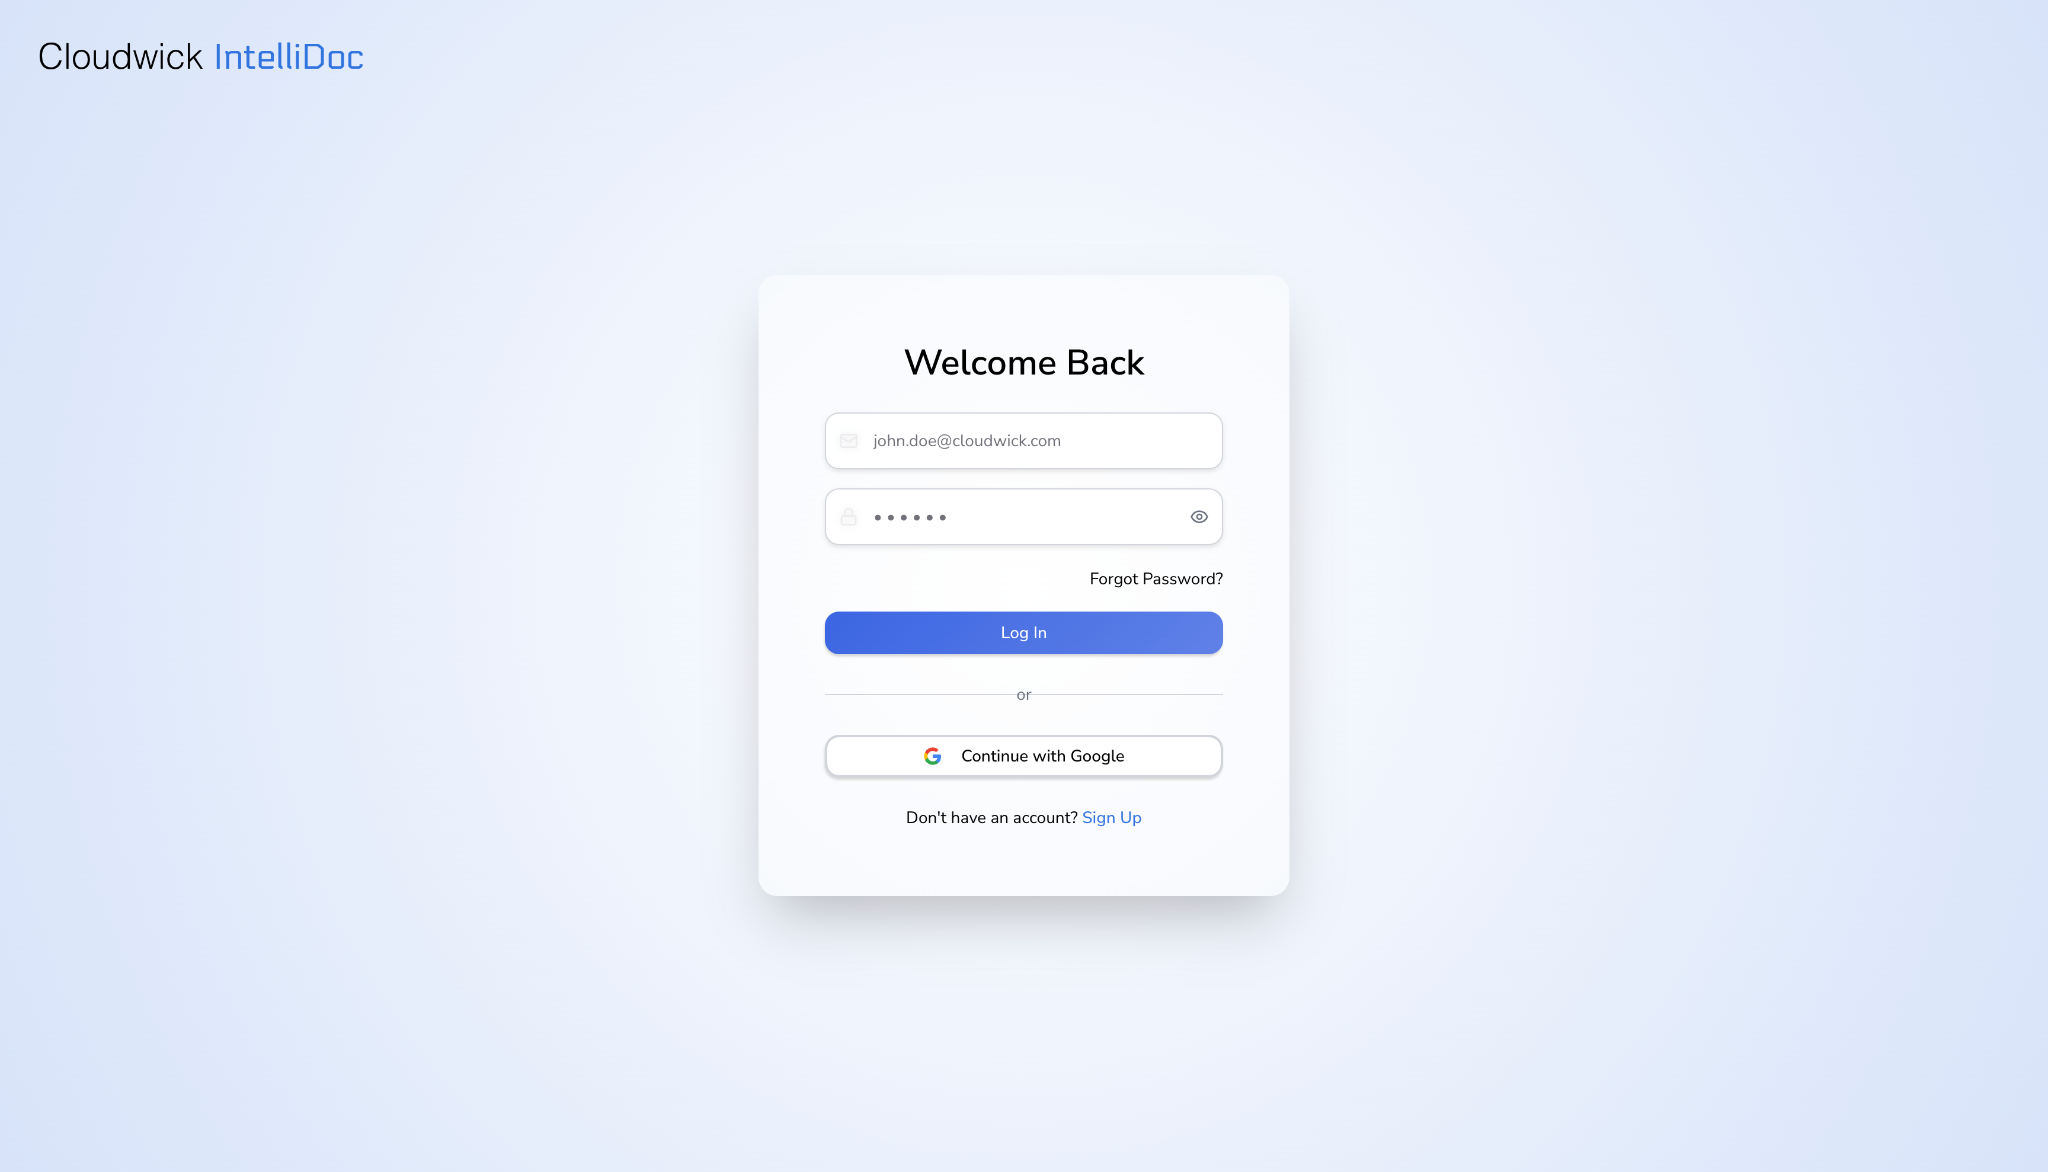 Cloudwick IntelliDoc
Welcome Back
john.doe@cloudwick.com
••••••
Forgot Password?
Log In
or
Continue with Google
Don't have an account? Sign Up